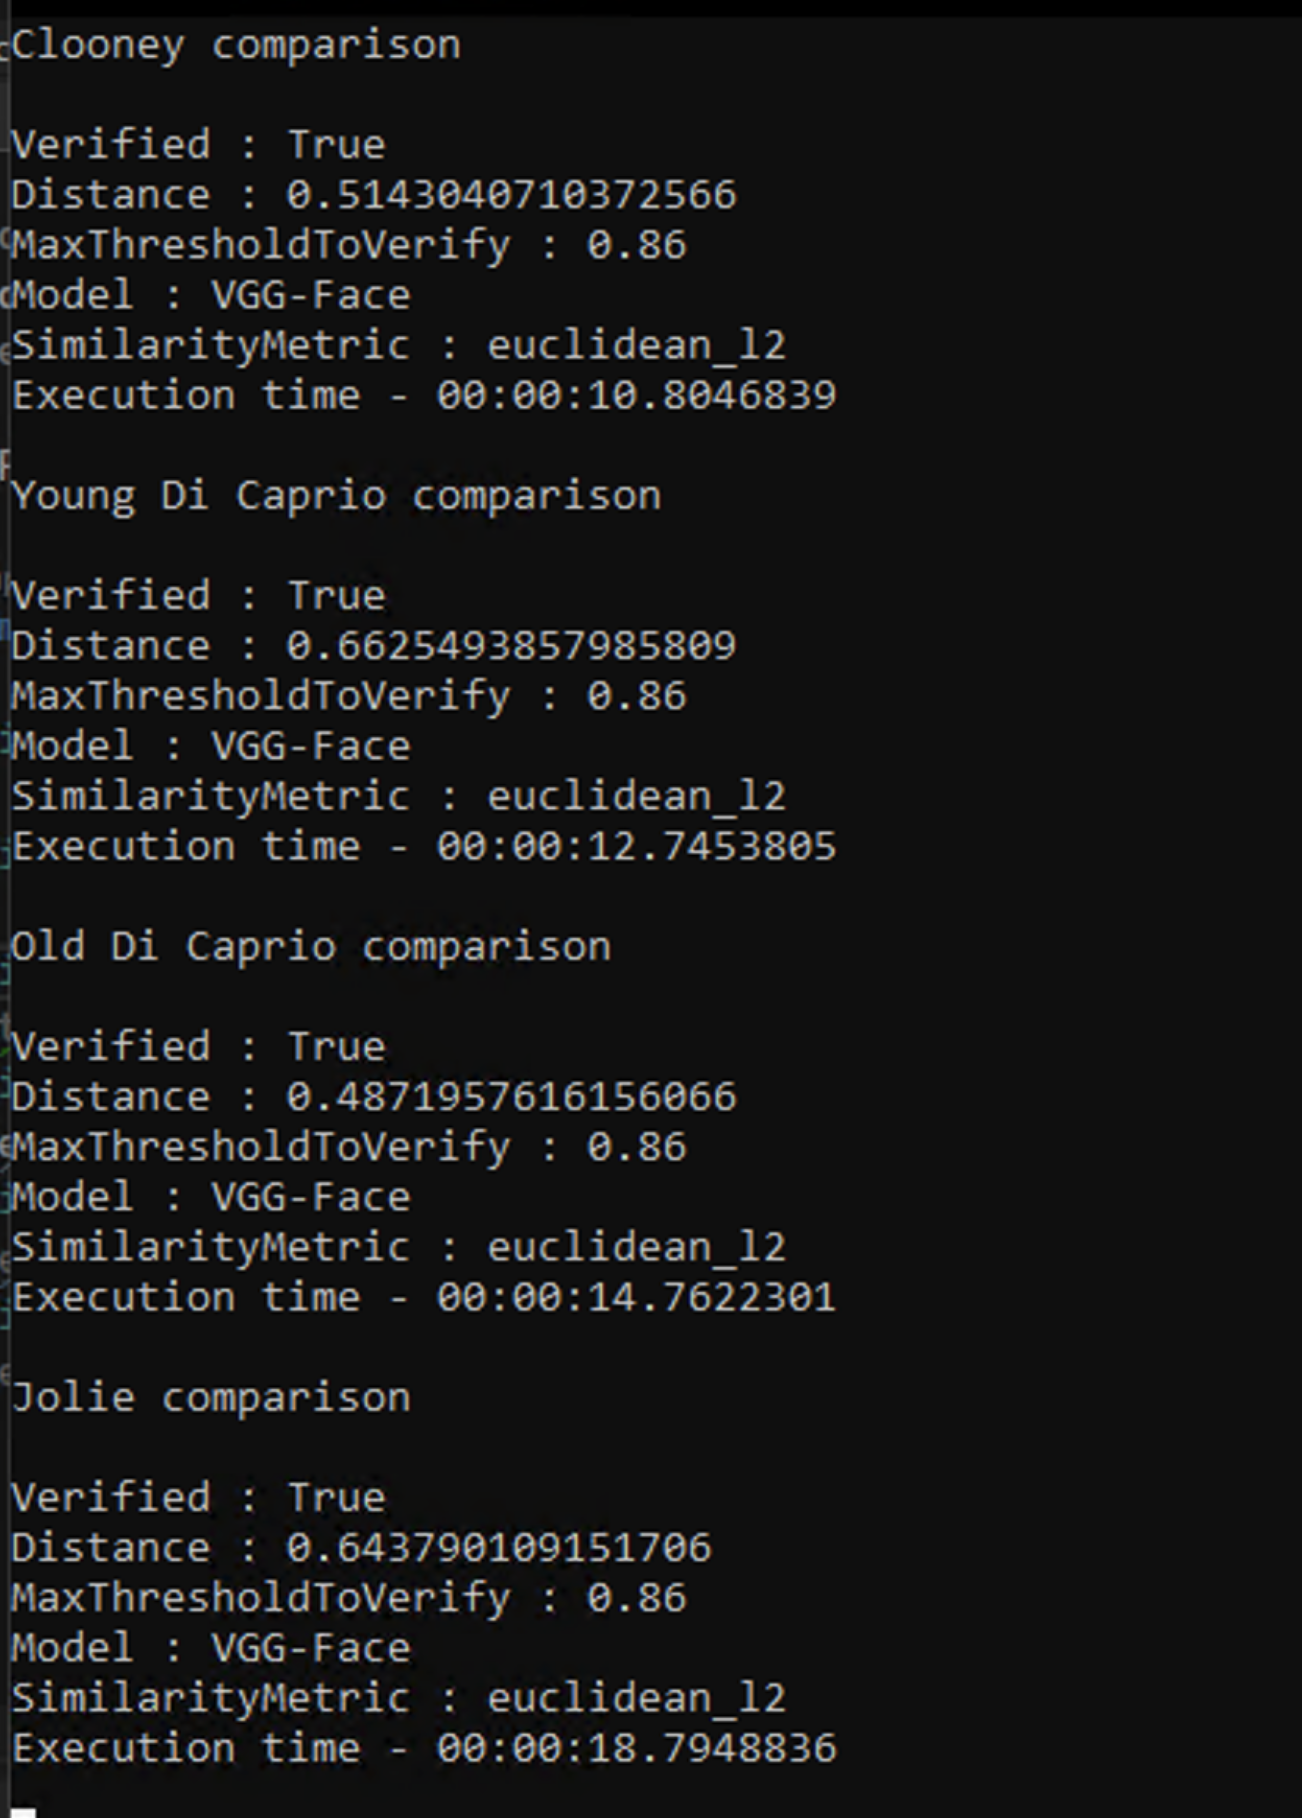 Clooney comparison
Verified : True
Distance : 0.5143040710372566
MaxThresholdToVerify : 0.86
Model : VGG-Face
SimilarityMetric : euclidean_l2
Execution time - 00:00:10.8046839
Young Di Caprio comparison
Verified : True
Distance : 0.6625493857985809
MaxThresholdToVerify : 0.86
Model : VGG-Face
SimilarityMetric : euclidean_l2
Execution time - 00:00:12.7453805
Old Di Caprio comparison
Verified : True
Distance : 0.4871957616156066
MaxThresholdToVerify : 0.86
Model : VGG-Face
SimilarityMetric : euclidean_l2
Execution time - 00:00:14.7622301
Jolie comparison
Verified : True
Distance : 0.643790109151706
MaxThresholdToVerify : 0.86
Model : VGG-Face
SimilarityMetric : euclidean_l2
Execution time - 00:00:18.7948836